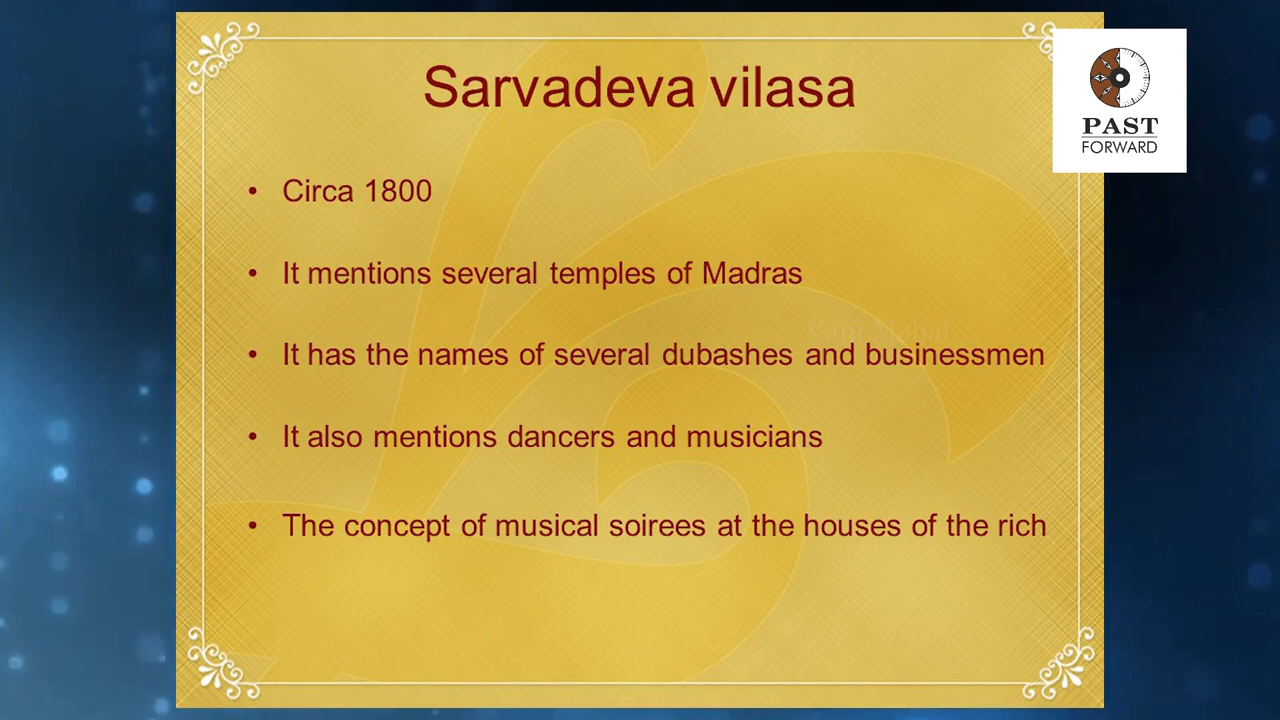 Sarvadeva vilasa
PAST
FORWARD
• Circa 1800
• It mentions several temples of Madras
Vani Mahal
• It has the names of several dubashes and businessmen
• It also mentions dancers and musicians
• The concept of musical soirees at the houses of the rich